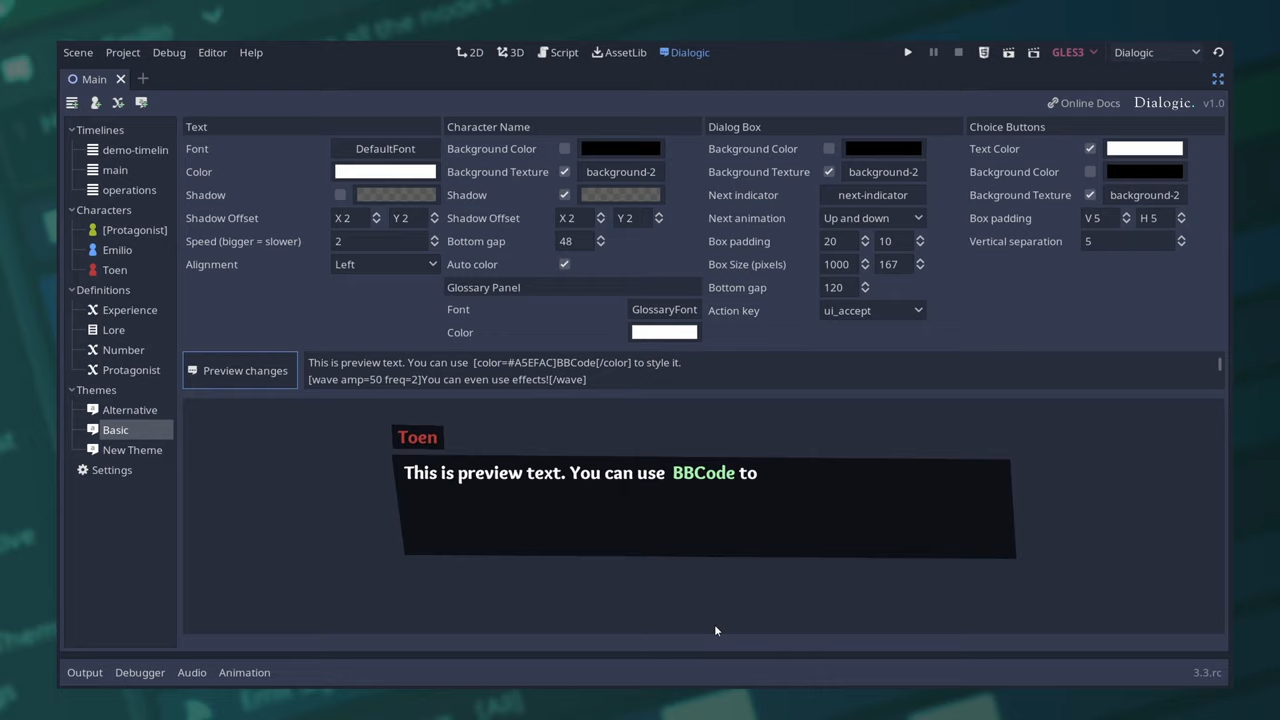 Scene Project Debug Editor Help 2D 3D Script AssetLib Dialogic GLES3 Dialogic
Main
Online Docs Dialogic. v1.0
Timelines
demo-timelin
main
operations
Characters
[Protagonist]
Emilio
Toen
Definitions
Experience
Lore
Number
Protagonist
Themes
Alternative
Basic
New Theme
Settings
Text
Font DefaultFont
Color
Shadow
Shadow Offset X 2 Y 2
Speed (bigger = slower) 2
Alignment Left
Character Name
Background Color
Background Texture background-2
Shadow
Shadow Offset X 2 Y 2
Bottom gap 48
Auto color
Glossary Panel
Font GlossaryFont
Color
Dialog Box
Background Color
Background Texture background-2
Next indicator next-indicator
Next animation Up and down
Box padding 20 10
Box Size (pixels) 1000 167
Bottom gap 120
Action key ui_accept
Choice Buttons
Text Color
Background Color
Background Texture background-2
Box padding V 5 H 5
Vertical separation 5
Preview changes
This is preview text. You can use [color=#A5EFAC]BBCode[/color] to style it.
[wave amp=50 freq=2]You can even use effects![/wave]
Toen
This is preview text. You can use BBCode to
Output Debugger Audio Animation 3.3.rc